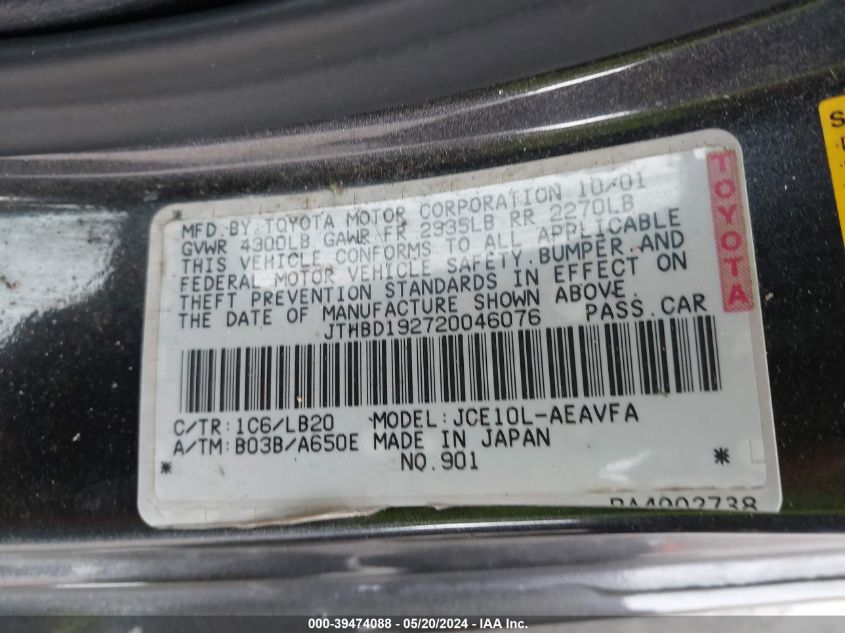 MFD.BY TOYOTA MOTOR CORPORATION 10/01
GVWR 4300LB GAWR FR 2935LB RR 2270LB
THIS VEHICLE CONFORMS TO ALL APPLICABLE
FEDERAL MOTOR VEHICLE SAFETY.BUMPER.AND
THEFT PREVENTION STANDARDS IN EFFECT ON
THE DATE OF MANUFACTURE SHOWN ABOVE.
JTHBD192720046076 PASS.CAR
C/TR:1C6/LB20 MODEL:JCE10L-AEAVFA
A/TM:B03B/A650E MADE IN JAPAN
* NO.901 *
TOYOTA
000-39474088 - 05/20/2024 - IAA Inc.